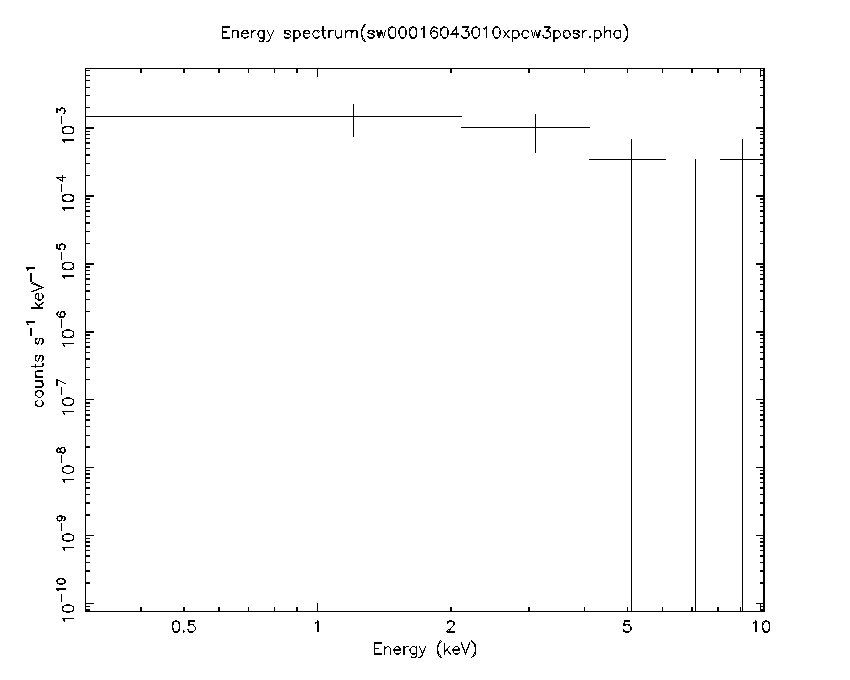 Energy spectrum(sw00016043010xpcw3posr.pha)
counts s⁻¹ keV⁻¹
10⁻³
10⁻⁴
10⁻⁵
10⁻⁶
10⁻⁷
10⁻⁸
10⁻⁹
10⁻¹⁰
0.5 1 2 5 10
Energy (keV)